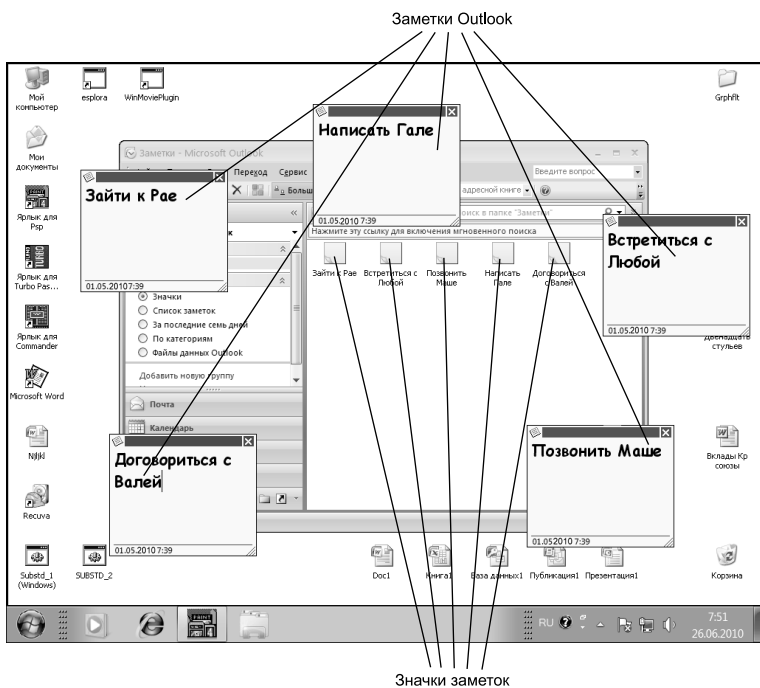 Заметки Outlook
Мой
компьютер
esplora
WinMoviePlugin
Grphflt
Мои
документы
Ярлык для
Psp
Ярлык для
Turbo Pas...
Ярлык для
Commander
Microsoft Word
Njljkl
Recuva
Substd_1
(Windows)
SUBSTD_2
Заметки - Microsoft Outlook
Переход Сервис
Введите вопрос
Больш
адресной книге
поиск в папке "Заметки"
Нажмите эту ссылку для включения мгновенного поиска
Написать Гале
01.05.2010 7:39
Зайти к Рае
01.05.2010 7:39
Встретиться с
Любой
01.05.2010 7:39
Зайти к Рае
Встретиться с
Любой
Позвонить
Маше
Написать
Гале
Договориться
с Валей
Значки
Список заметок
За последние семь дней
По категориям
Файлы данных Outlook
Добавить новую группу
Почта
Календарь
Договориться с
Валей
01.05.2010 7:39
Позвонить Маше
01.05.2010 7:39
Двенадцать
стульев
Вклады Кр
союзы
Корзина
Doc1
Книга1
База данных1
Публикация1
Презентация1
RU
7:51
26.06.2010
Значки заметок